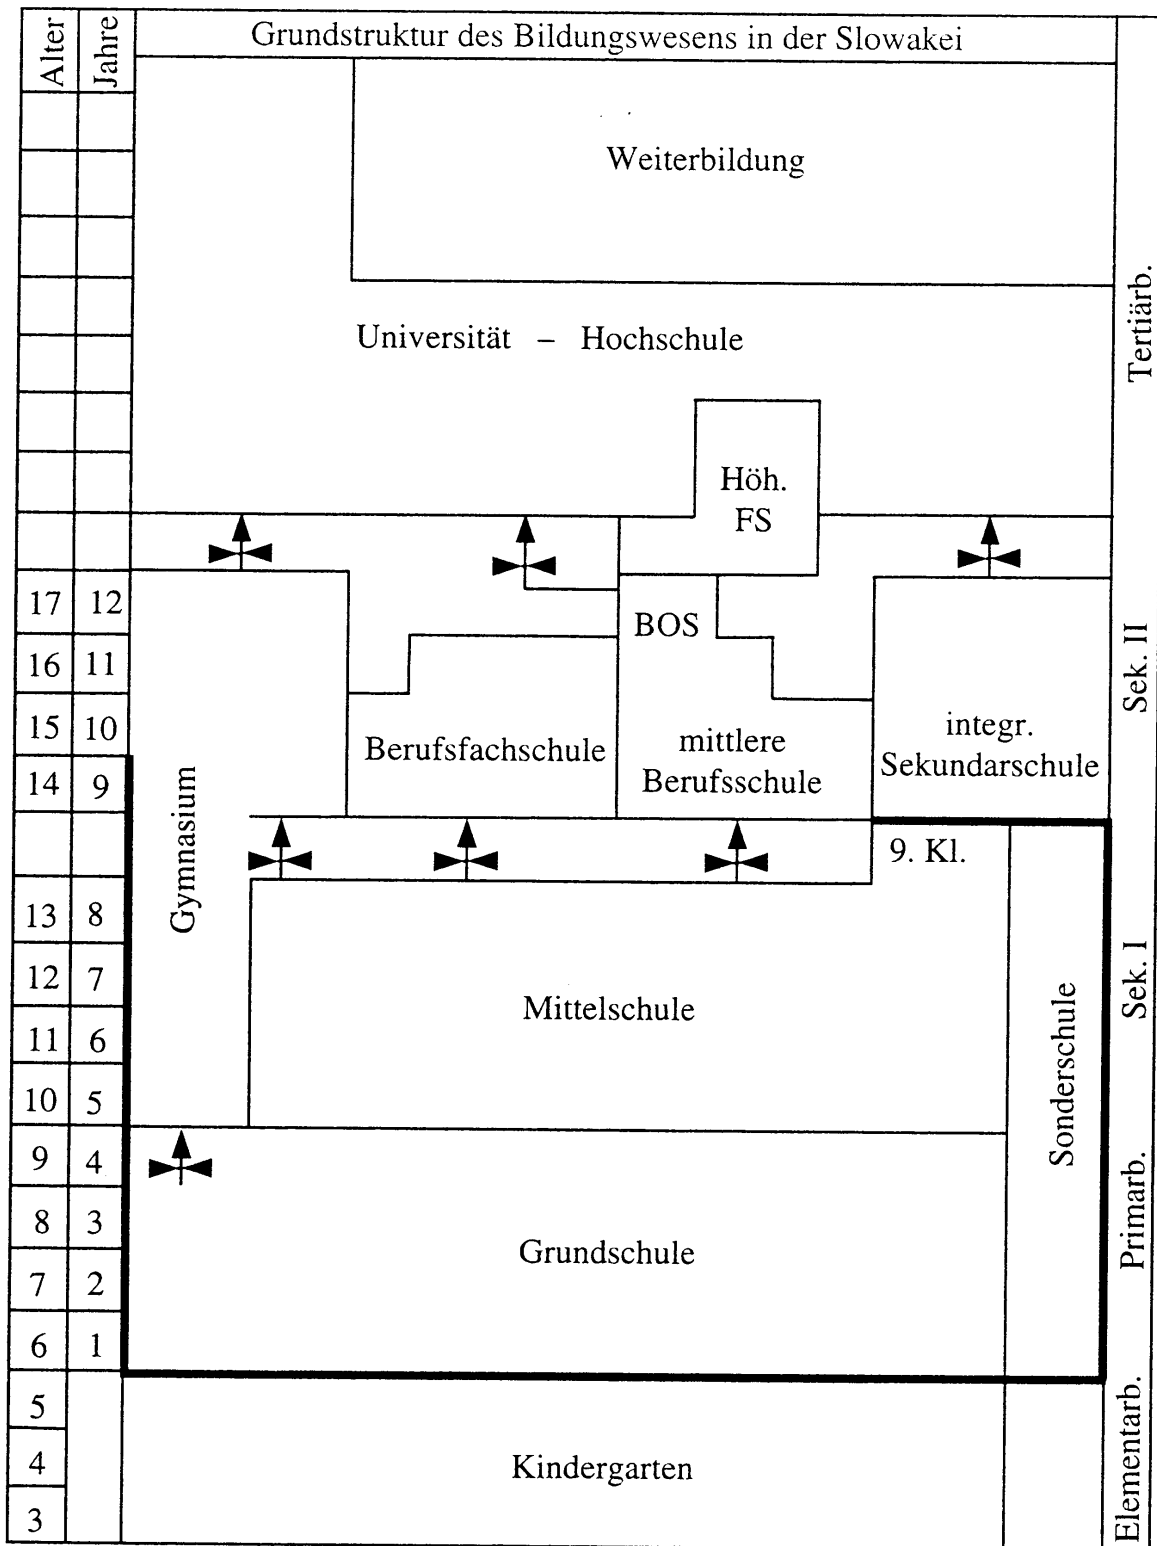 Alter
Jahre
Grundstruktur des Bildungswesens in der Slowakei
Weiterbildung
Tertiärb.
Universität – Hochschule
Höh.
FS
17 12
BOS
16 11
Sek. II
15 10
integr.
Sekundarschule
Berufsfachschule
mittlere
Berufsschule
14 9
Gymnasium
9. Kl.
13 8
12 7
Mittelschule
Sek. I
11 6
10 5
Sonderschule
9 4
8 3
Grundschule
Primarb.
7 2
6 1
5
4
Kindergarten
Elementarb.
3